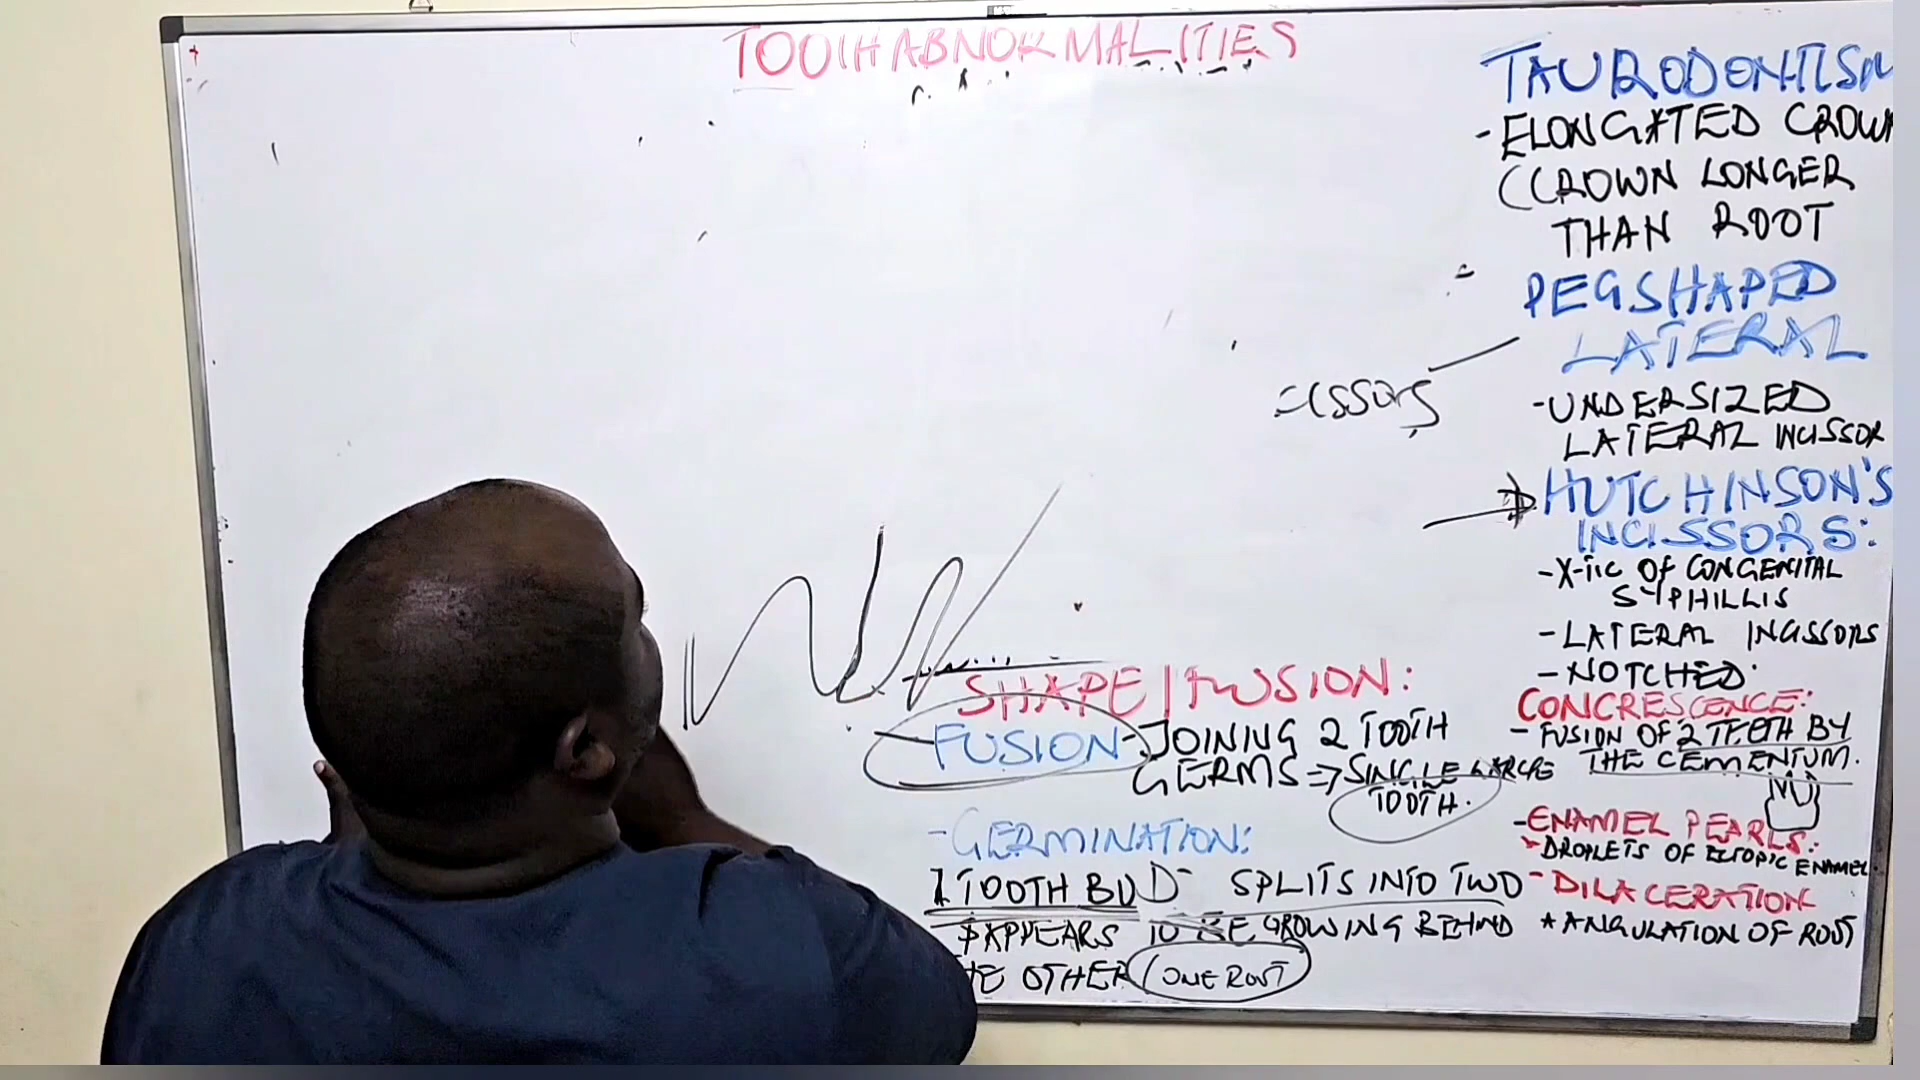 TOOTH ABNORMALITIES
TAURODONTISM
-ELONGATED CROWN
(CROWN LONGER
THAN ROOT
PEGSHAPED
LATERAL
-UNDERSIZED
LATERAL INCISSOR
HUTCHINSON'S
INCISSORS:
-X-TIC OF CONGENITAL
SYPHILLIS
-LATERAL INCISSORS
-NOTCHED.
CONCRESCENCE:
- FUSION OF 2 TEETH BY
THE CEMENTUM.
-ENAMEL PEARLS:
DROPLETS OF ECTOPIC ENAMEL.
-DILACERATION
* ANGULATION OF ROOT
CISSORS
SHAPE/FUSION:
-FUSION-JOINING 2 TOOTH
GERMS => SINGLE LARGE
TOOTH.
-GERMINATION:
1 TOOTH BUD- SPLITS INTO TWO
APPEARS TO BE GROWING BEHIND
OTHER (ONE ROOT)